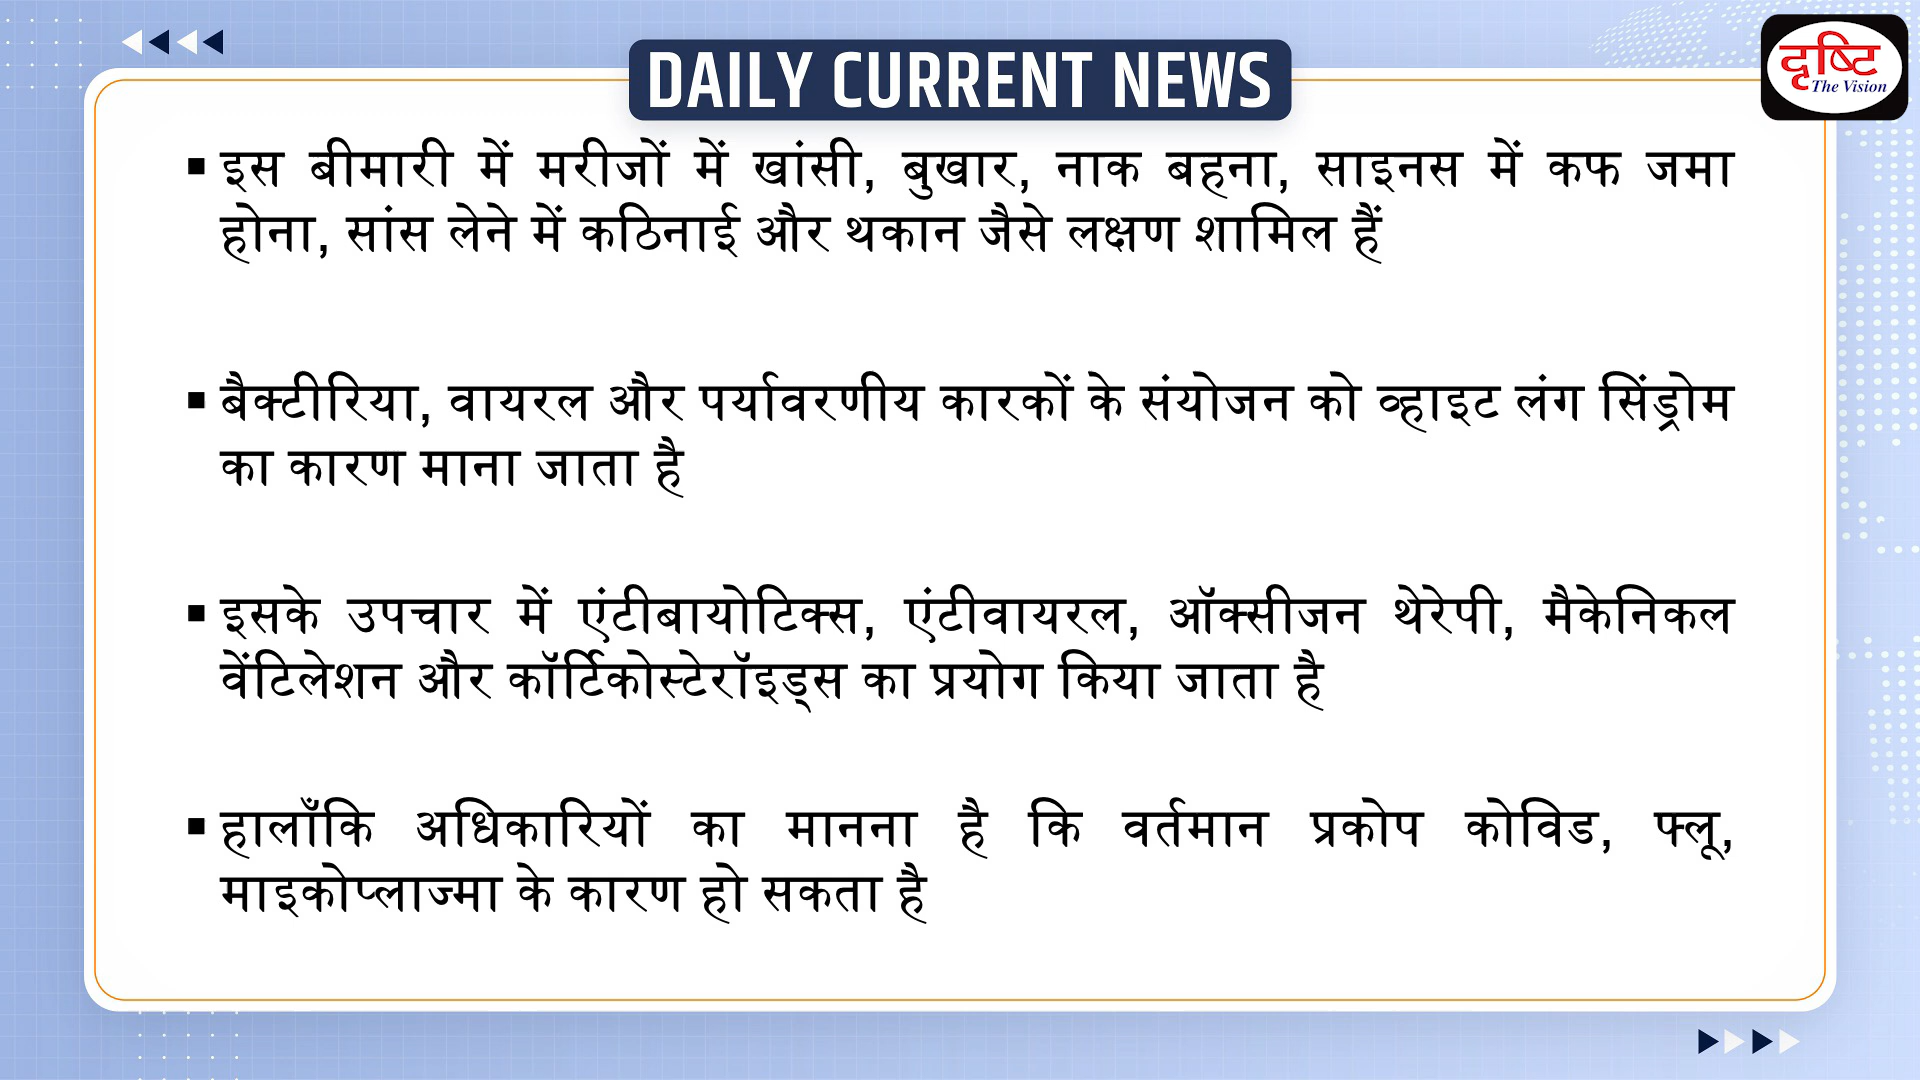 DAILY CURRENT NEWS
दृष्टि
The Vision
▪ इस बीमारी में मरीजों में खांसी, बुखार, नाक बहना, साइनस में कफ जमा
होना, सांस लेने में कठिनाई और थकान जैसे लक्षण शामिल हैं
▪ बैक्टीरिया, वायरल और पर्यावरणीय कारकों के संयोजन को व्हाइट लंग सिंड्रोम
का कारण माना जाता है
▪ इसके उपचार में एंटीबायोटिक्स, एंटीवायरल, ऑक्सीजन थेरेपी, मैकेनिकल
वेंटिलेशन और कॉर्टिकोस्टेरॉइड्स का प्रयोग किया जाता है
▪ हालाँकि अधिकारियों का मानना है कि वर्तमान प्रकोप कोविड, फ्लू,
माइकोप्लाज्मा के कारण हो सकता है